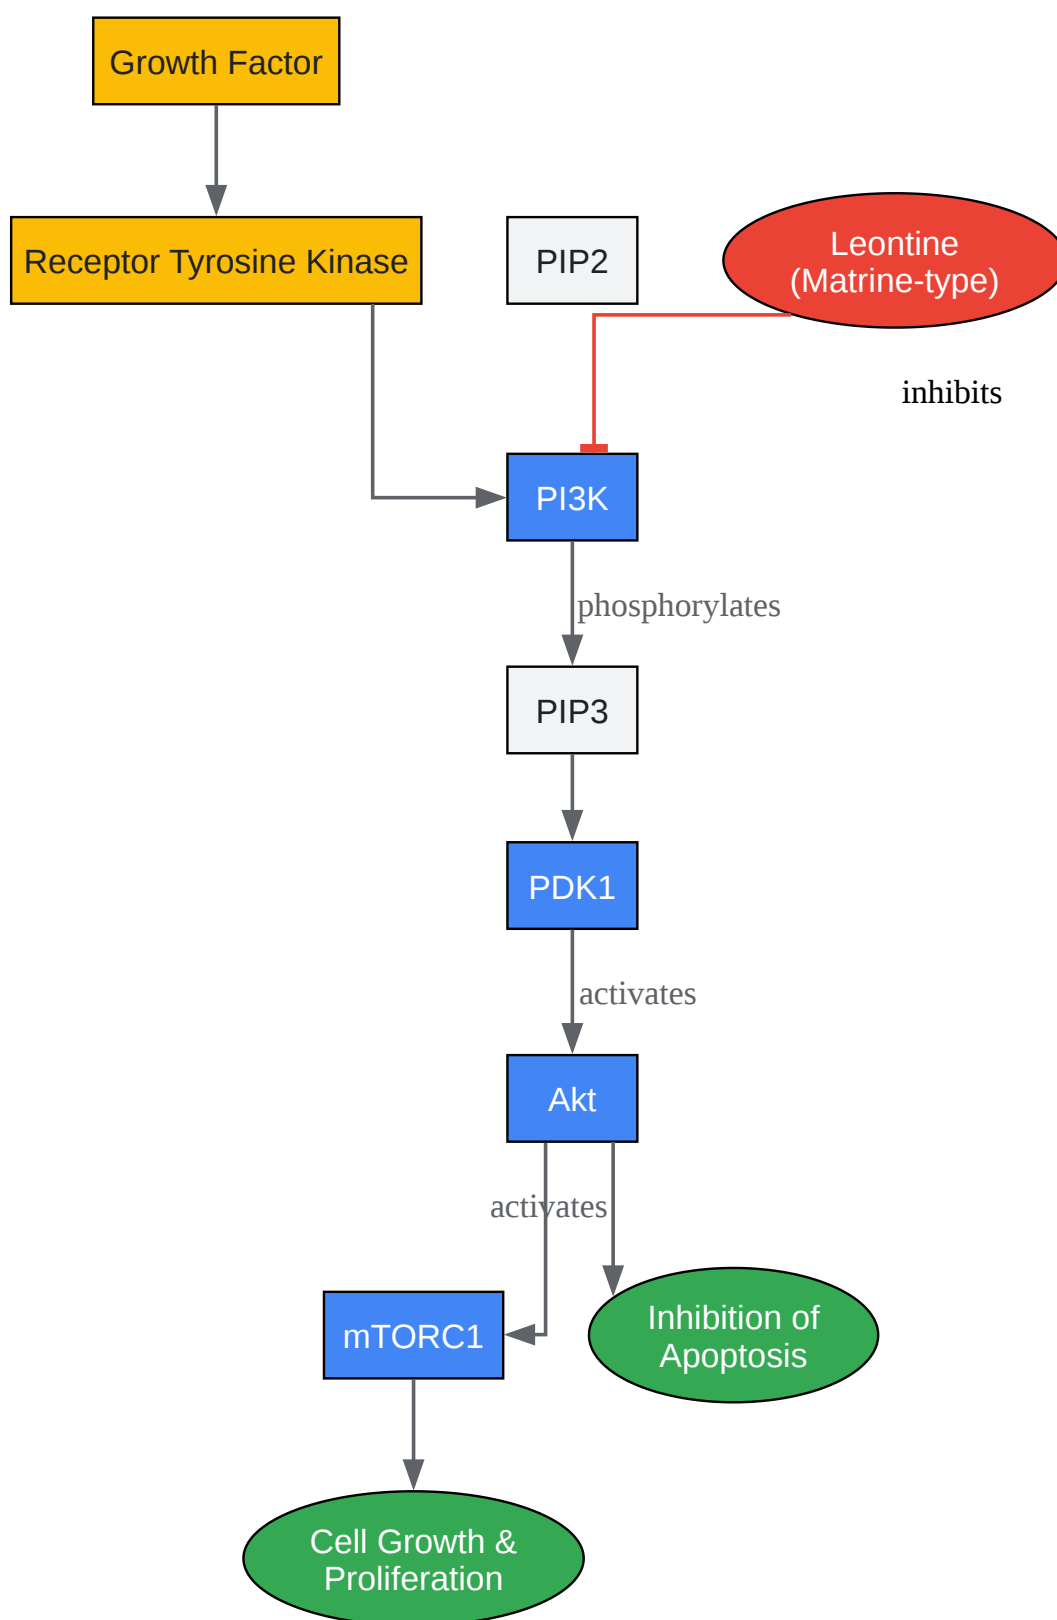 Growth Factor
Receptor Tyrosine Kinase
PIP2
Leontine
(Matrine-type)
inhibits
PI3K
phosphorylates
PIP3
PDK1
activates
Akt
activates
mTORC1
Inhibition of
Apoptosis
Cell Growth &
Proliferation